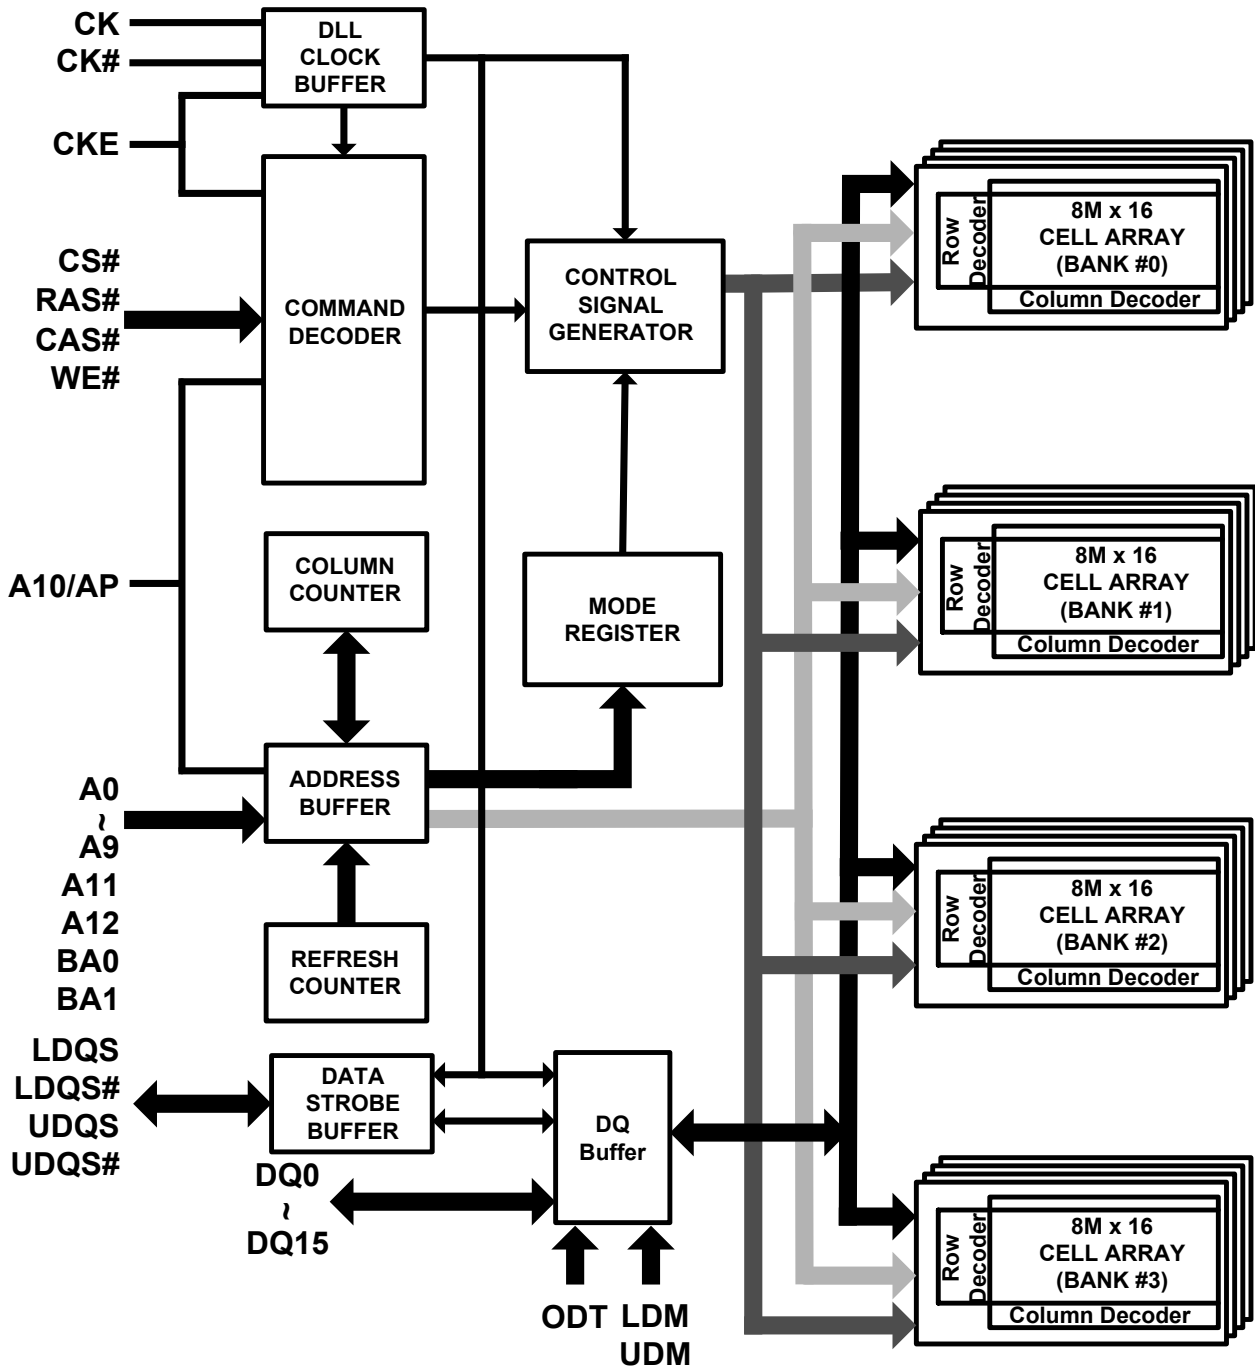 CK
CK#
CKE
DLL
CLOCK
BUFFER
CS#
RAS#
CAS#
WE#
COMMAND
DECODER
CONTROL
SIGNAL
GENERATOR
Row
Decoder
8M x 16
CELL ARRAY
(BANK #0)
Column Decoder
A10/AP
COLUMN
COUNTER
MODE
REGISTER
Row
Decoder
8M x 16
CELL ARRAY
(BANK #1)
Column Decoder
A0
~
A9
A11
A12
BA0
BA1
ADDRESS
BUFFER
REFRESH
COUNTER
Row
Decoder
8M x 16
CELL ARRAY
(BANK #2)
Column Decoder
LDQS
LDQS#
UDQS
UDQS#
DATA
STROBE
BUFFER
DQ
Buffer
DQ0
~
DQ15
ODT
LDM
UDM
Row
Decoder
8M x 16
CELL ARRAY
(BANK #3)
Column Decoder